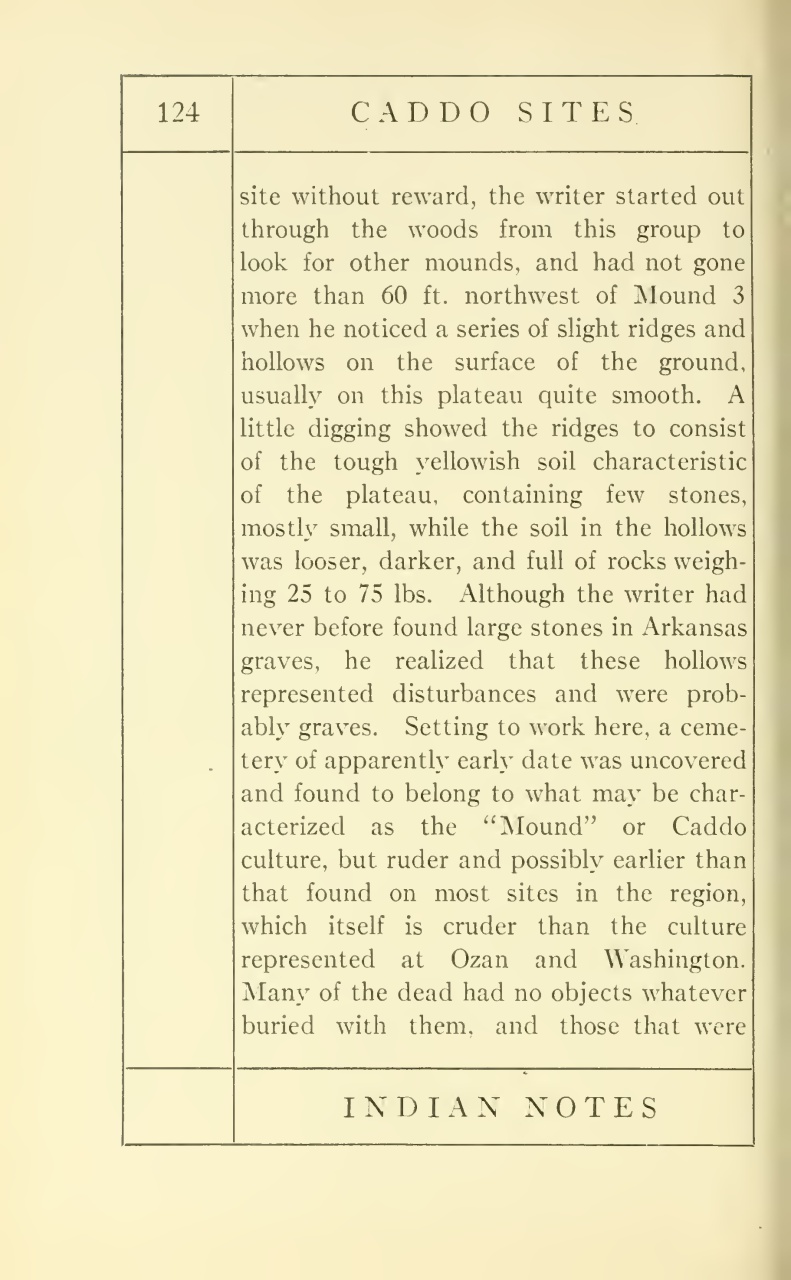 124
CADDO SITES
site without reward, the writer started out
through the woods from this group to
look for other mounds, and had not gone
more than 60 ft. northwest of Mound 3
when he noticed a series of slight ridges and
hollows on the surface of the ground,
usually on this plateau quite smooth. A
little digging showed the ridges to consist
of the tough yellowish soil characteristic
of the plateau, containing few stones,
mostly small, while the soil in the hollows
was looser, darker, and full of rocks weigh-
ing 25 to 75 lbs. Although the writer had
never before found large stones in Arkansas
graves, he realized that these hollows
represented disturbances and were prob-
ably graves. Setting to work here, a ceme-
tery of apparently early date was uncovered
and found to belong to what may be char-
acterized as the “Mound” or Caddo
culture, but ruder and possibly earlier than
that found on most sites in the region,
which itself is cruder than the culture
represented at Ozan and Washington.
Many of the dead had no objects whatever
buried with them, and those that were
INDIAN NOTES